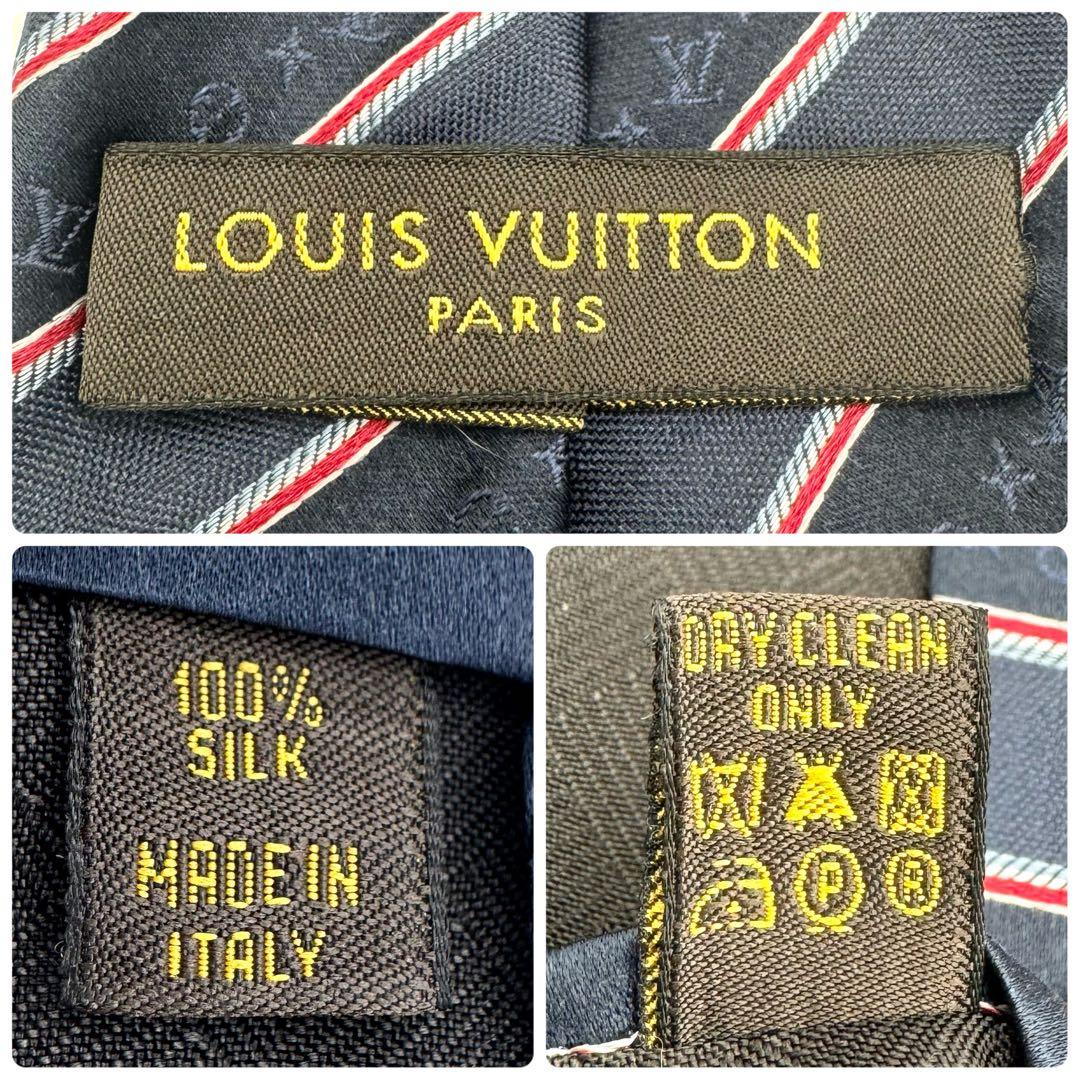 LOUIS VUITTON
PARIS
100%
SILK
MADE IN
ITALY
DRY CLEAN
ONLY
P
R